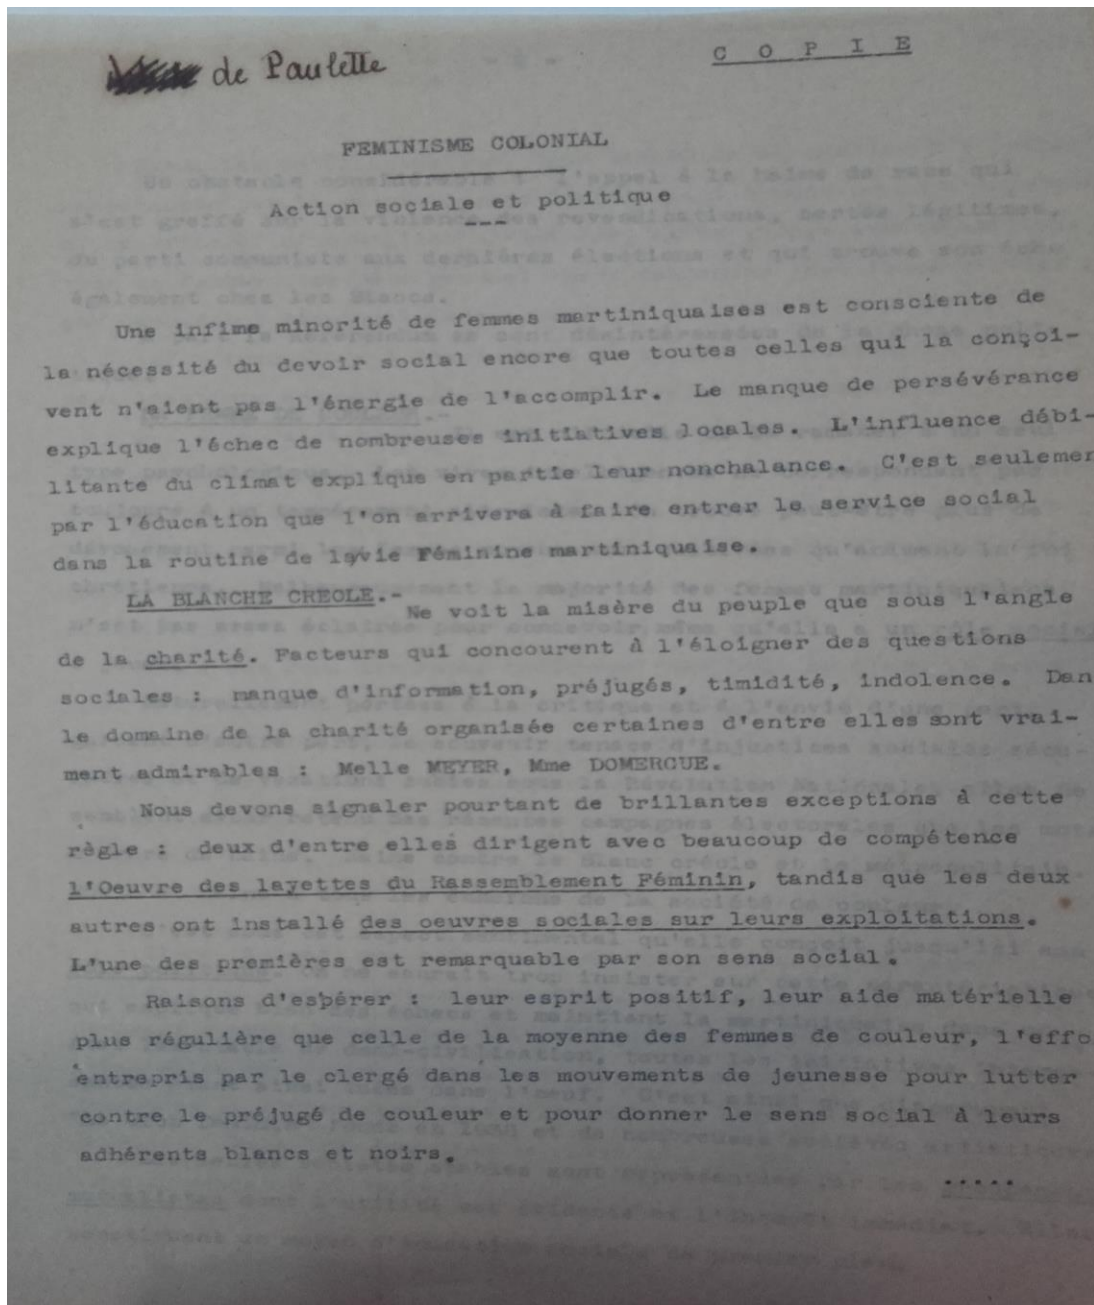 de Paulette
C O P I E
FEMINISME COLONIAL
Action sociale et politique
Une infime minorité de femmes martiniquaises est consciente de
la nécessité du devoir social encore que toutes celles qui la conçoi-
vent n'aient pas l'énergie de l'accomplir. Le manque de persévérance
explique l'échec de nombreuses initiatives locales. L'influence débi-
litante du climat explique en partie leur nonchalance. C'est seulemen
par l'éducation que l'on arrivera à faire entrer le service social
dans la routine de la vie Féminine martiniquaise.
LA BLANCHE CREOLE.- Ne voit la misère du peuple que sous l'angle
de la charité. Facteurs qui concourent à l'éloigner des questions
sociales : manque d'information, préjugés, timidité, indolence. Dan
le domaine de la charité organisée certaines d'entre elles sont vrai-
ment admirables : Melle MEYER, Mme DOMERGUE.
Nous devons signaler pourtant de brillantes exceptions à cette
règle : deux d'entre elles dirigent avec beaucoup de compétence
l'Oeuvre des layettes du Rassemblement Féminin, tandis que les deux
autres ont installé des oeuvres sociales sur leurs exploitations.
L'une des premières est remarquable par son sens social.
Raisons d'espérer : leur esprit positif, leur aide matérielle
plus régulière que celle de la moyenne des femmes de couleur, l'effo
entrepris par le clergé dans les mouvements de jeunesse pour lutter
contre le préjugé de couleur et pour donner le sens social à leurs
adhérents blancs et noirs.
.....